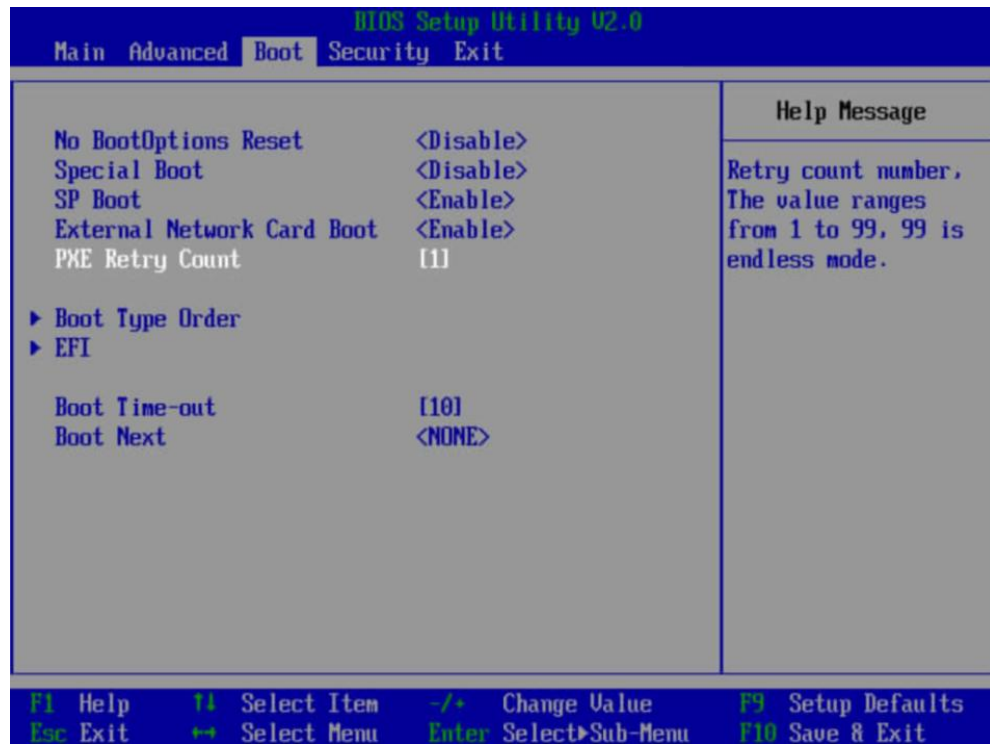 BIOS Setup Utility V2.0
Main Advanced Boot Security Exit
Help Message
No BootOptions Reset <Disable>
Special Boot <Disable>
SP Boot <Enable>
External Network Card Boot <Enable>
PXE Retry Count [1]
▶ Boot Type Order
▶ EFI
Boot Time-out [10]
Boot Next <NONE>
Retry count number,
The value ranges
from 1 to 99, 99 is
endless mode.
F1 Help ↑↓ Select Item -/+ Change Value F9 Setup Defaults
Esc Exit ↔ Select Menu Enter Select▶Sub-Menu F10 Save & Exit